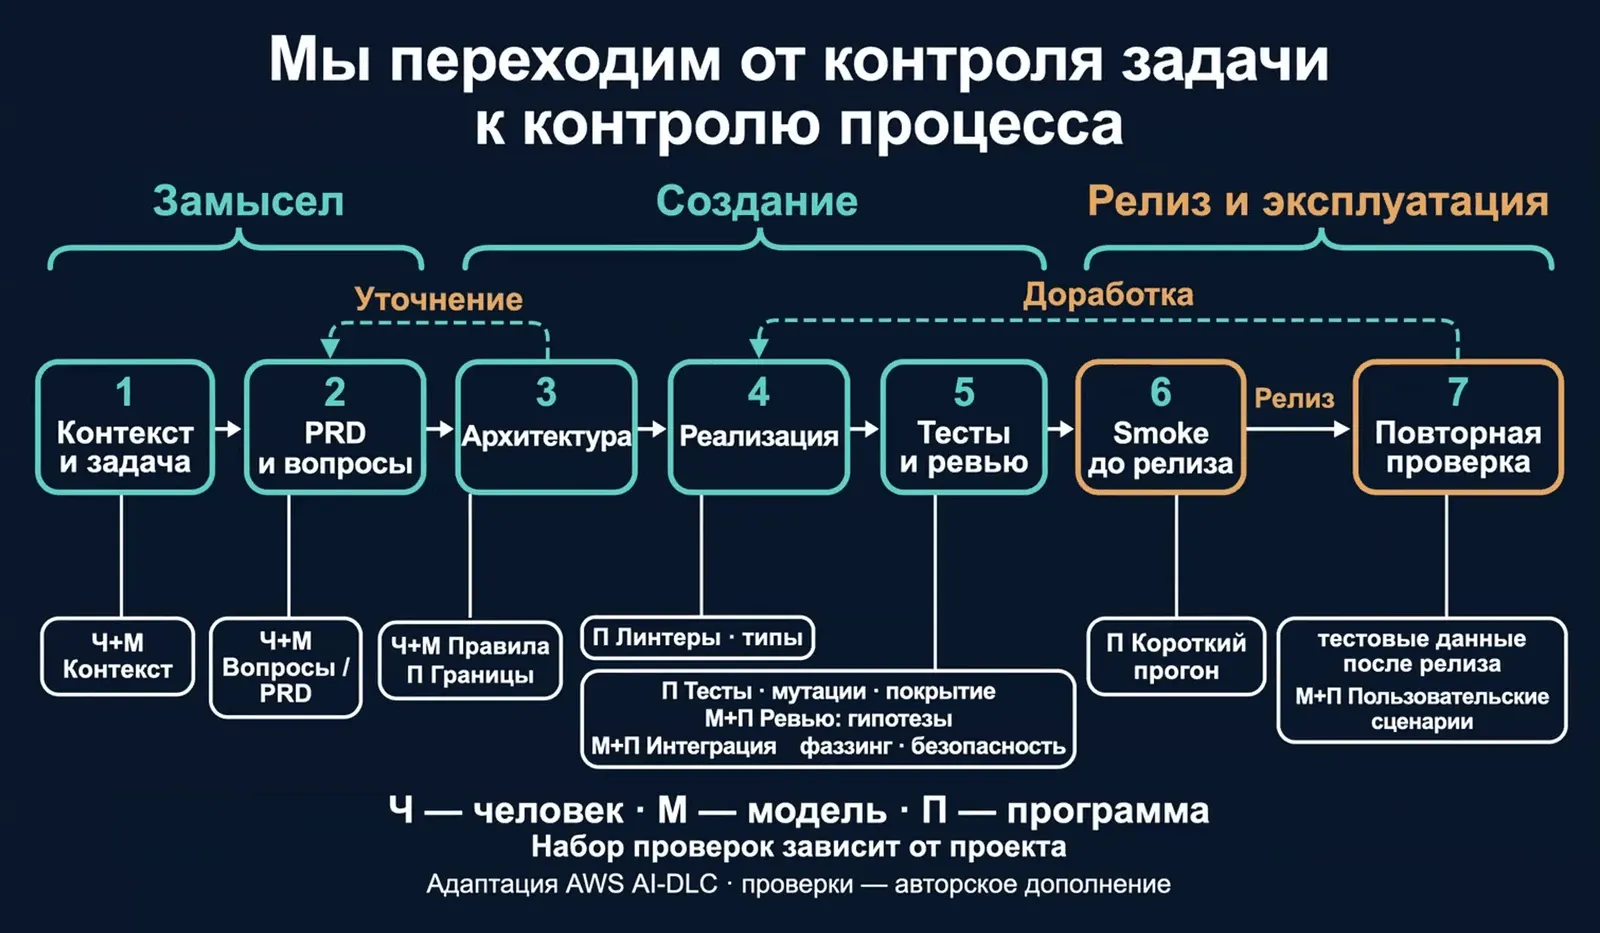 Мы переходим от контроля задачи
к контролю процесса
Замысел
Создание
Релиз и эксплуатация
Уточнение
Доработка
1
Контекст
и задача
2
PRD
и вопросы
3
Архитектура
4
Реализация
5
Тесты
и ревью
6
Smoke
до релиза
Релиз
7
Повторная
проверка
Ч+М
Контекст
Ч+М
Вопросы /
PRD
Ч+М Правила
П Границы
П Линтеры · типы
П Тесты · мутации · покрытие
М+П Ревью: гипотезы
М+П Интеграция фаззинг · безопасность
П Короткий
прогон
тестовые данные
после релиза
М+П Пользовательские
сценарии
Ч — человек · М — модель · П — программа
Набор проверок зависит от проекта
Адаптация AWS AI-DLC · проверки — авторское дополнение